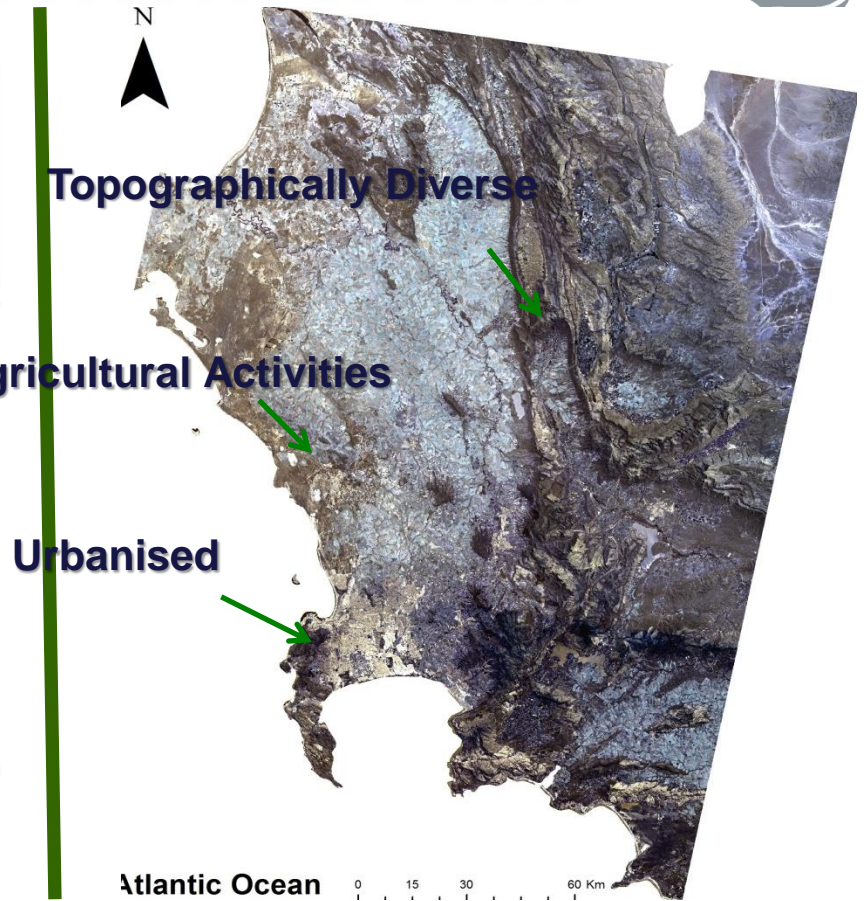 N
Topographically Diverse
gricultural Activities
Urbanised
Atlantic Ocean
0 15 30 60 Km